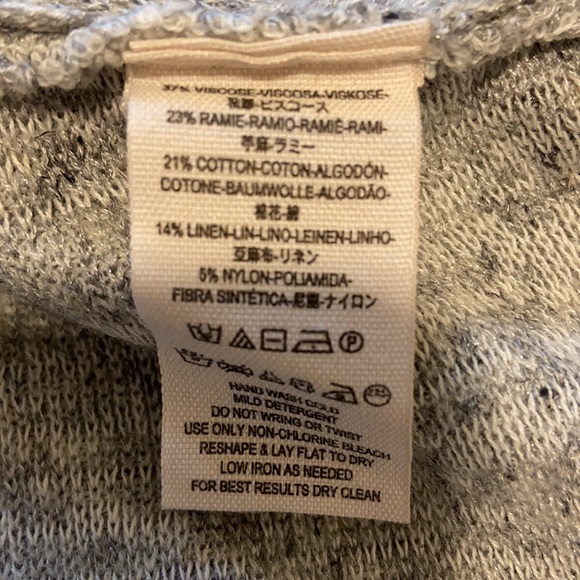 37% VISCOSE-VISCOSA-VISKOSE-
ビスコース
23% RAMIE-RAMIO-RAMIÉ-RAMI-
苧麻-ラミー
21% COTTON-COTON-ALGODÓN-
COTONE-BAUMWOLLE-ALGODÃO-
棉花-綿
14% LINEN-LIN-LINO-LEINEN-LINHO-
亚麻布-リネン
5% NYLON-POLIAMIDA-
FIBRA SINTÉTICA-尼龍-ナイロン
HAND WASH COLD
MILD DETERGENT
DO NOT WRING OR TWIST
USE ONLY NON-CHLORINE BLEACH
RESHAPE & LAY FLAT TO DRY
LOW IRON AS NEEDED
FOR BEST RESULTS DRY CLEAN